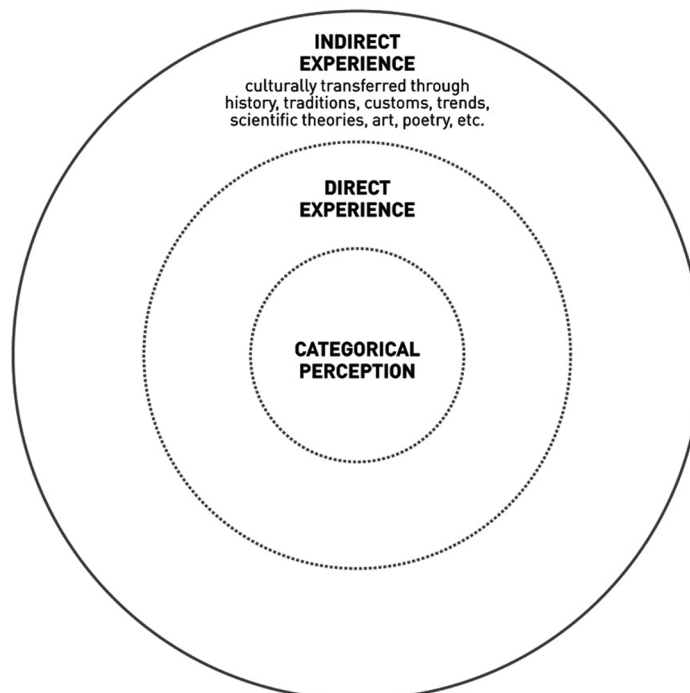 INDIRECT
EXPERIENCE
culturally transferred through
history, traditions, customs, trends,
scientific theories, art, poetry, etc.
DIRECT
EXPERIENCE
CATEGORICAL
PERCEPTION